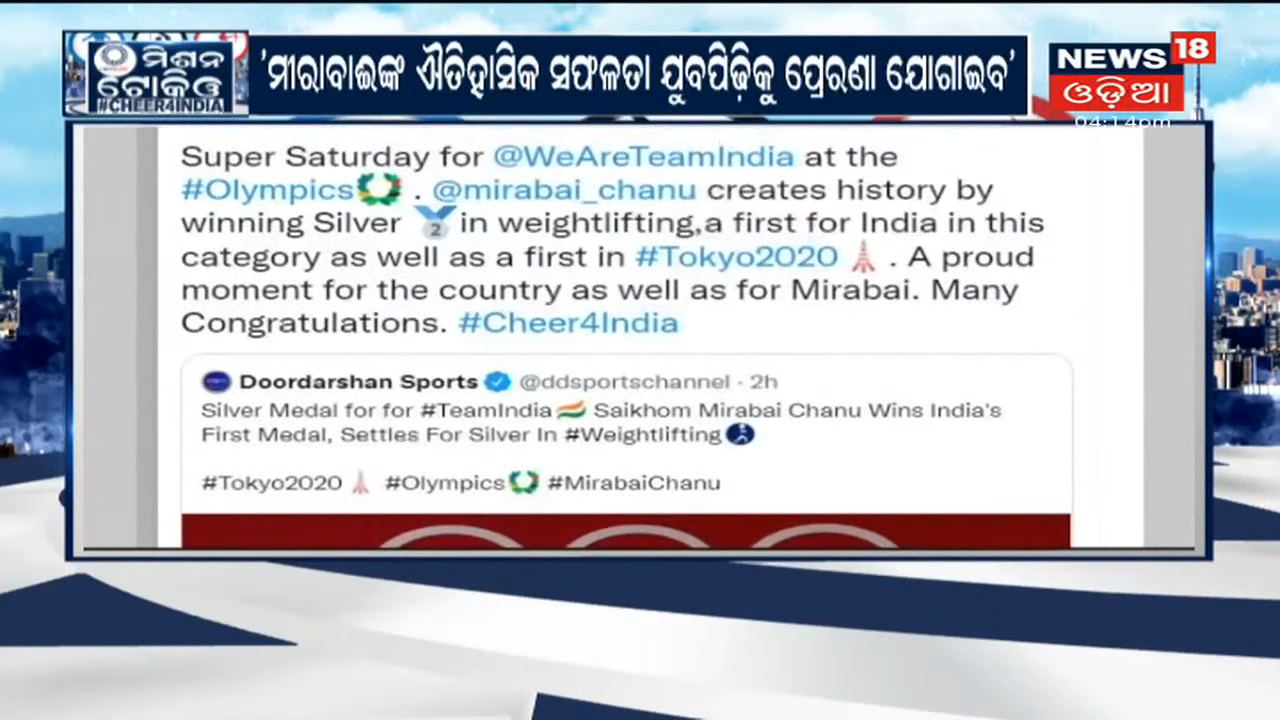 ମିଶନ
ଟୋକିଓ
#CHEER4INDIA
'ମୀରାବାଈଙ୍କ ଐତିହାସିକ ସଫଳତା ଯୁବପିଢ଼ିକୁ ପ୍ରେରଣା ଯୋଗାଇବ'
NEWS 18
ଓଡ଼ିଆ
04:14pm
Super Saturday for @WeAreTeamIndia at the
#Olympics . @mirabai_chanu creates history by
winning Silver 2 in weightlifting,a first for India in this
category as well as a first in #Tokyo2020 . A proud
moment for the country as well as for Mirabai. Many
Congratulations. #Cheer4India
Doordarshan Sports @ddsportschannel · 2h
Silver Medal for for #TeamIndia Saikhom Mirabai Chanu Wins India's
First Medal, Settles For Silver In #Weightlifting
#Tokyo2020 #Olympics #MirabaiChanu